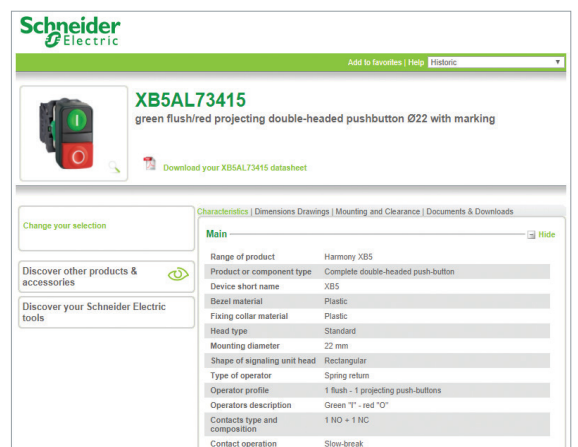 Schneider
Electric
Add to favorites | Help Historic
XB5AL73415
green flush/red projecting double-headed pushbutton Ø22 with marking
I
O
Download your XB5AL73415 datasheet
Characteristics | Dimensions Drawings | Mounting and Clearance | Documents & Downloads
Change your selection
Discover other products &
accessories
Discover your Schneider Electric
tools
Main Hide
Range of product Harmony XB5
Product or component type Complete double-headed push-button
Device short name XB5
Bezel material Plastic
Fixing collar material Plastic
Head type Standard
Mounting diameter 22 mm
Shape of signaling unit head Rectangular
Type of operator Spring return
Operator profile 1 flush - 1 projecting push-buttons
Operators description Green "I" - red "O"
Contacts type and
composition 1 NO + 1 NC
Contact operation Slow-break